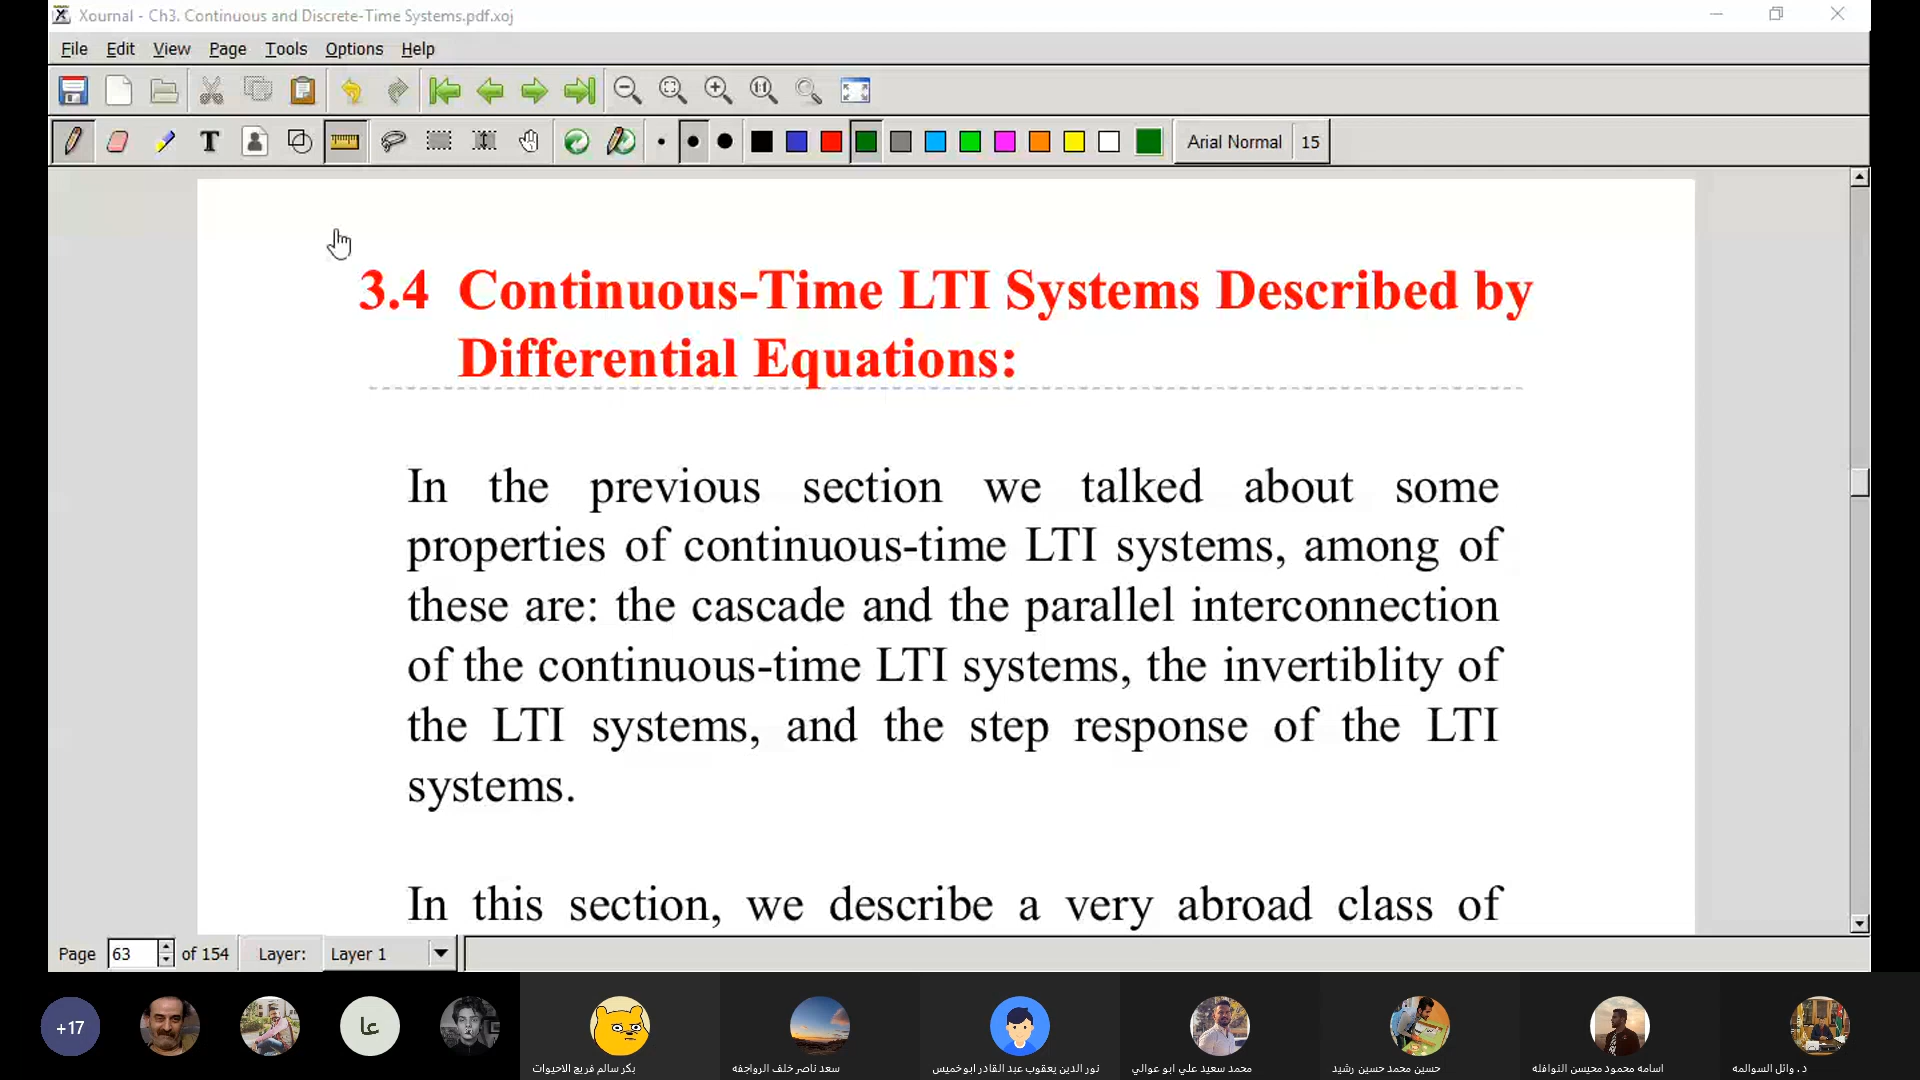 Xournal - Ch3. Continuous and Discrete-Time Systems.pdf.xoj
File Edit View Page Tools Options Help
Arial Normal 15
3.4 Continuous-Time LTI Systems Described by
Differential Equations:
In the previous section we talked about some
properties of continuous-time LTI systems, among of
these are: the cascade and the parallel interconnection
of the continuous-time LTI systems, the invertiblity of
the LTI systems, and the step response of the LTI
systems.
In this section, we describe a very abroad class of
Page 63 of 154 Layer: Layer 1
+17
عا
بكر سالم فريج الاحيوات
سعد ناصر خلف الرواجفه
نور الدين يعقوب عبد القادر ابوخميس
محمد سعيد علي ابو عوالي
حسين محمد حسين رشيد
اسامه محمود محيسن النوافله
د. وائل السوالمه